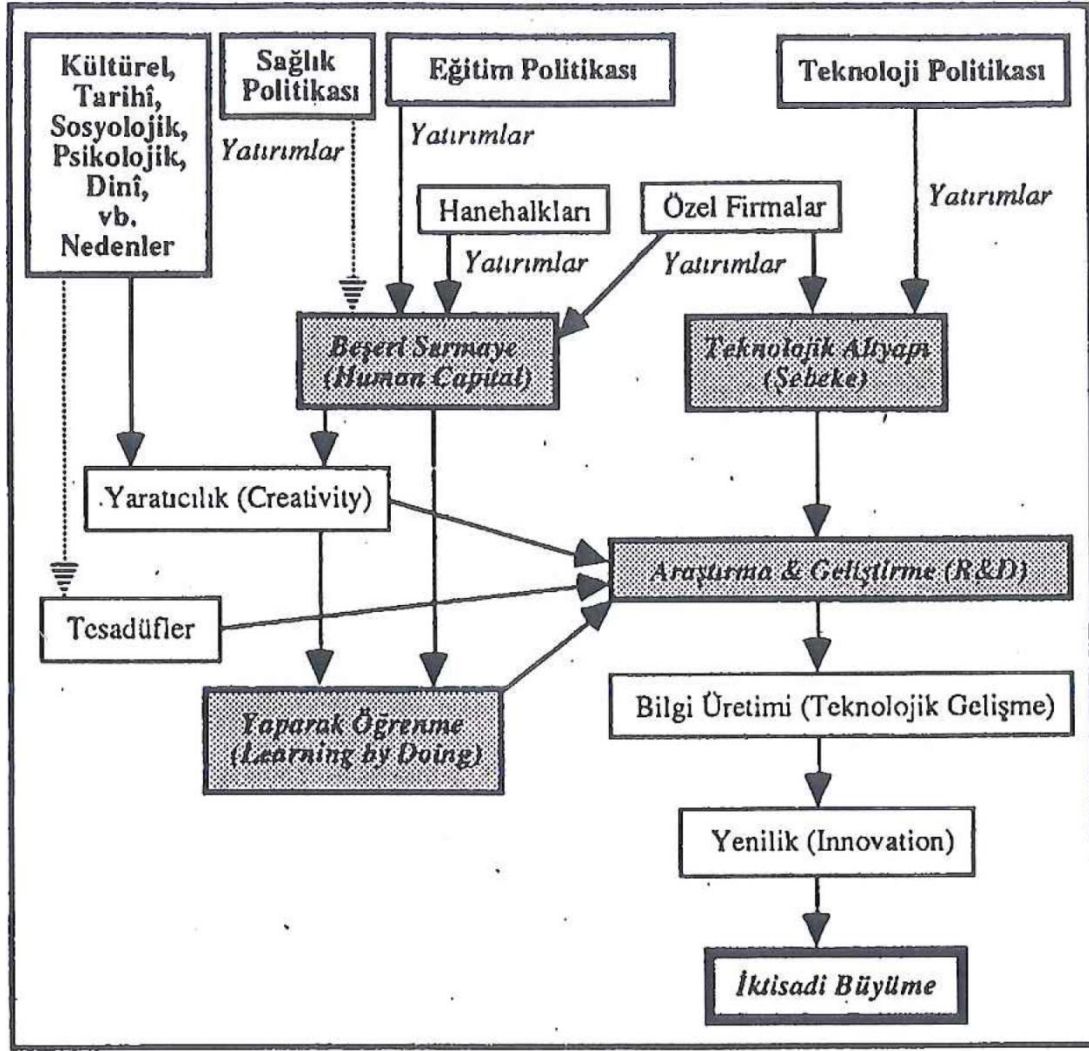 Kültürel,
Tarihî,
Sosyolojik,
Psikolojik,
Dinî,
vb.
Nedenler
Sağlık
Politikası
Eğitim Politikası
Teknoloji Politikası
Yatırımlar
Yatırımlar
Yatırımlar
Hanehalkları
Özel Firmalar
Yatırımlar
Yatırımlar
Beşeri Sermaye
(Human Capital)
Teknolojik Altyapı
(Şebeke)
Yaratıcılık (Creativity)
Araştırma & Geliştirme (R&D)
Tesadüfler
Yaparak Öğrenme
(Learning by Doing)
Bilgi Üretimi (Teknolojik Gelişme)
Yenilik (Innovation)
İktisadi Büyüme